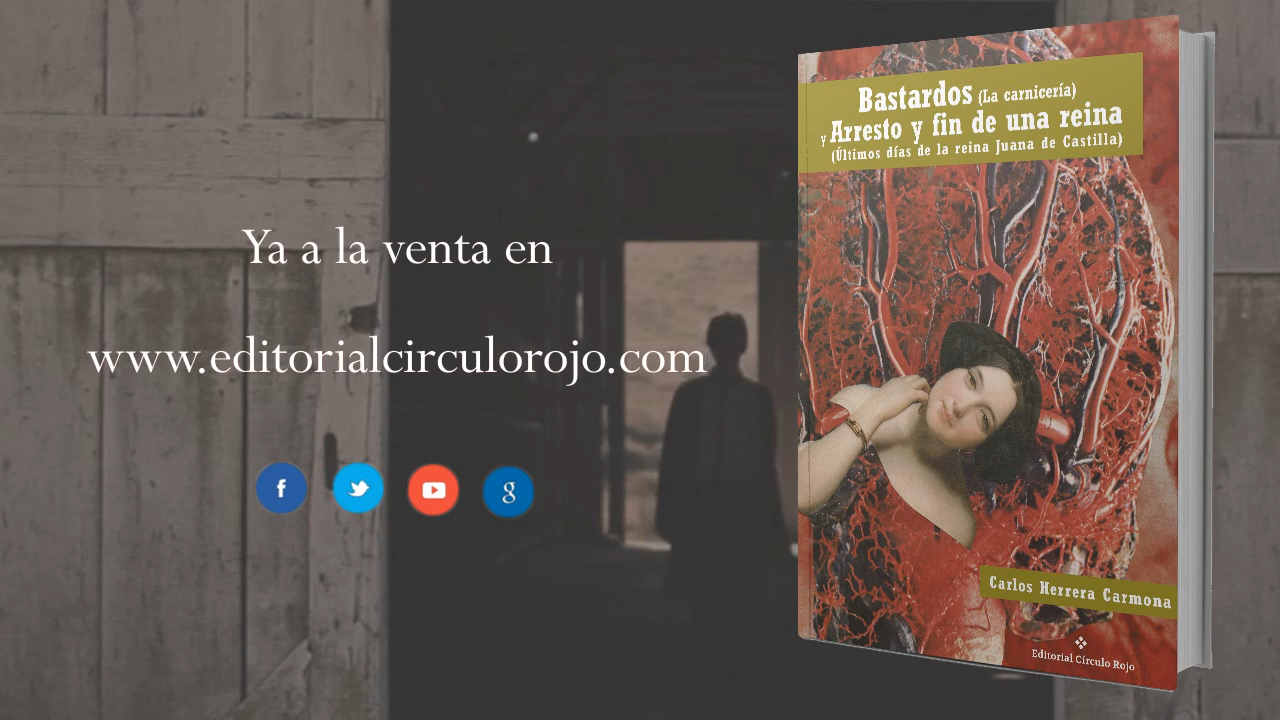 Ya a la venta en
www.editorialcirculorojo.com
f
g
Bastardos (La carnicería)
y Arresto y fin de una reina
(Últimos días de la reina Juana de Castilla)
Carlos Herrera Carmona
Editorial Círculo Rojo